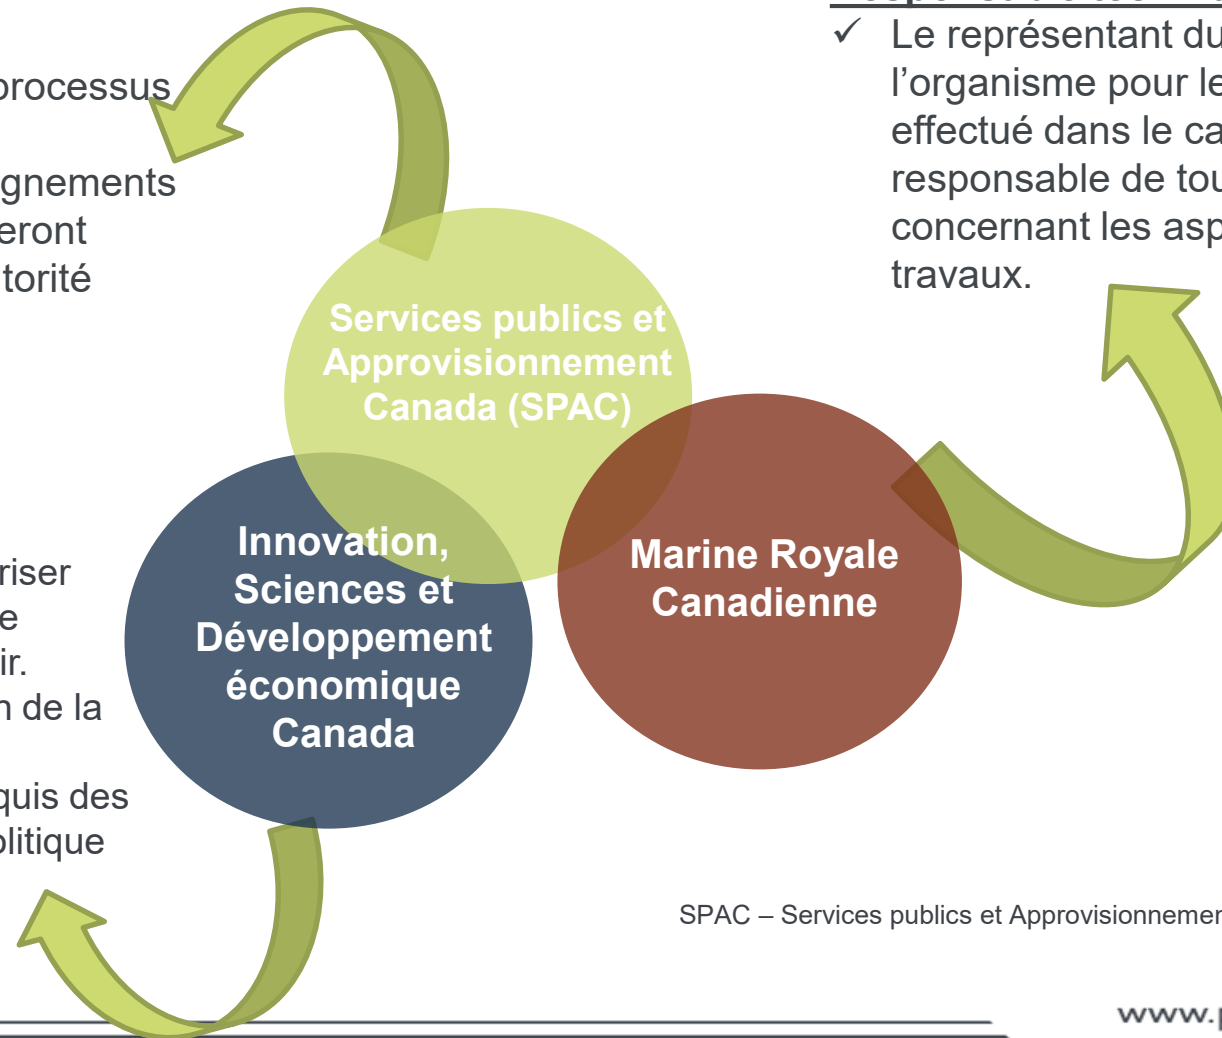 processus
gnements
eront
torité
Le représentant du
l’organisme pour le
effectué dans le ca
responsable de tou
concernant les asp
travaux.
Services publics et
Approvisionnement
Canada (SPAC)
Innovation,
Sciences et
Développement
économique
Canada
Marine Royale
Canadienne
riser
e
ir.
n de la
quis des
olitique
SPAC – Services publics et Approvisionnemen
www.p